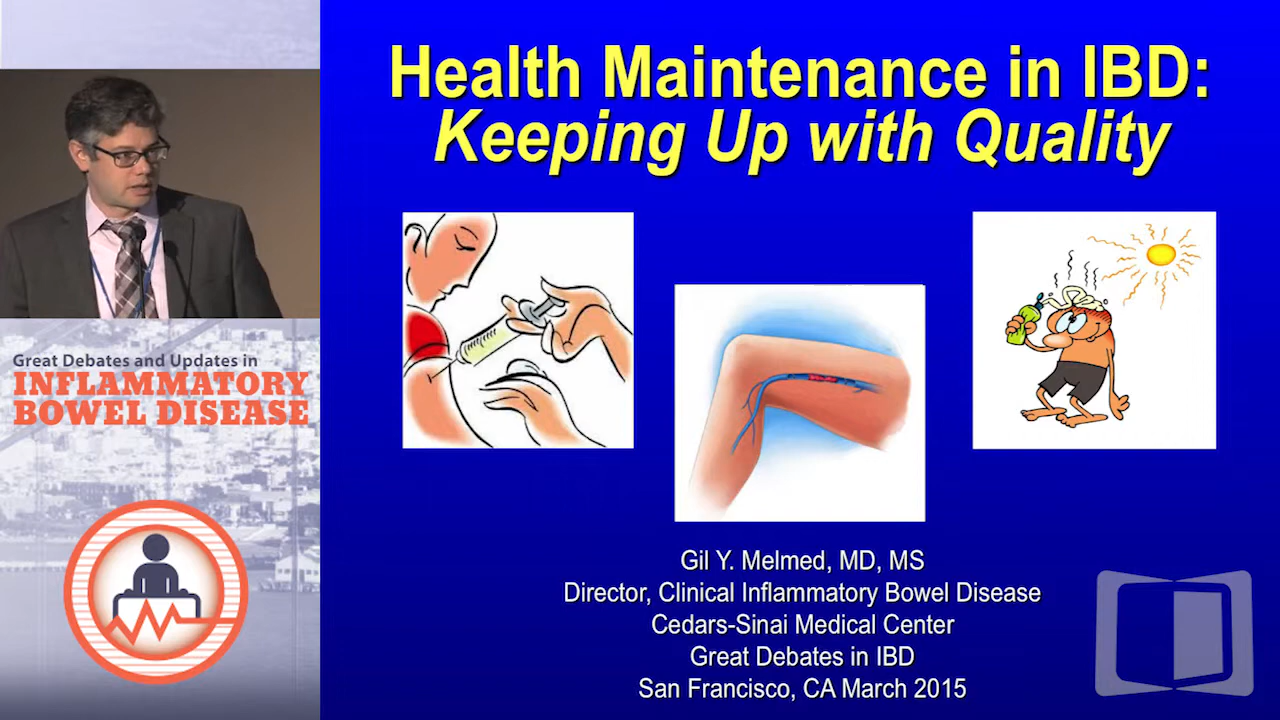 Health Maintenance in IBD:
Keeping Up with Quality
Great Debates and Updates in
INFLAMMATORY
BOWEL DISEASE
Gil Y. Melmed, MD, MS
Director, Clinical Inflammatory Bowel Disease
Cedars-Sinai Medical Center
Great Debates in IBD
San Francisco, CA March 2015